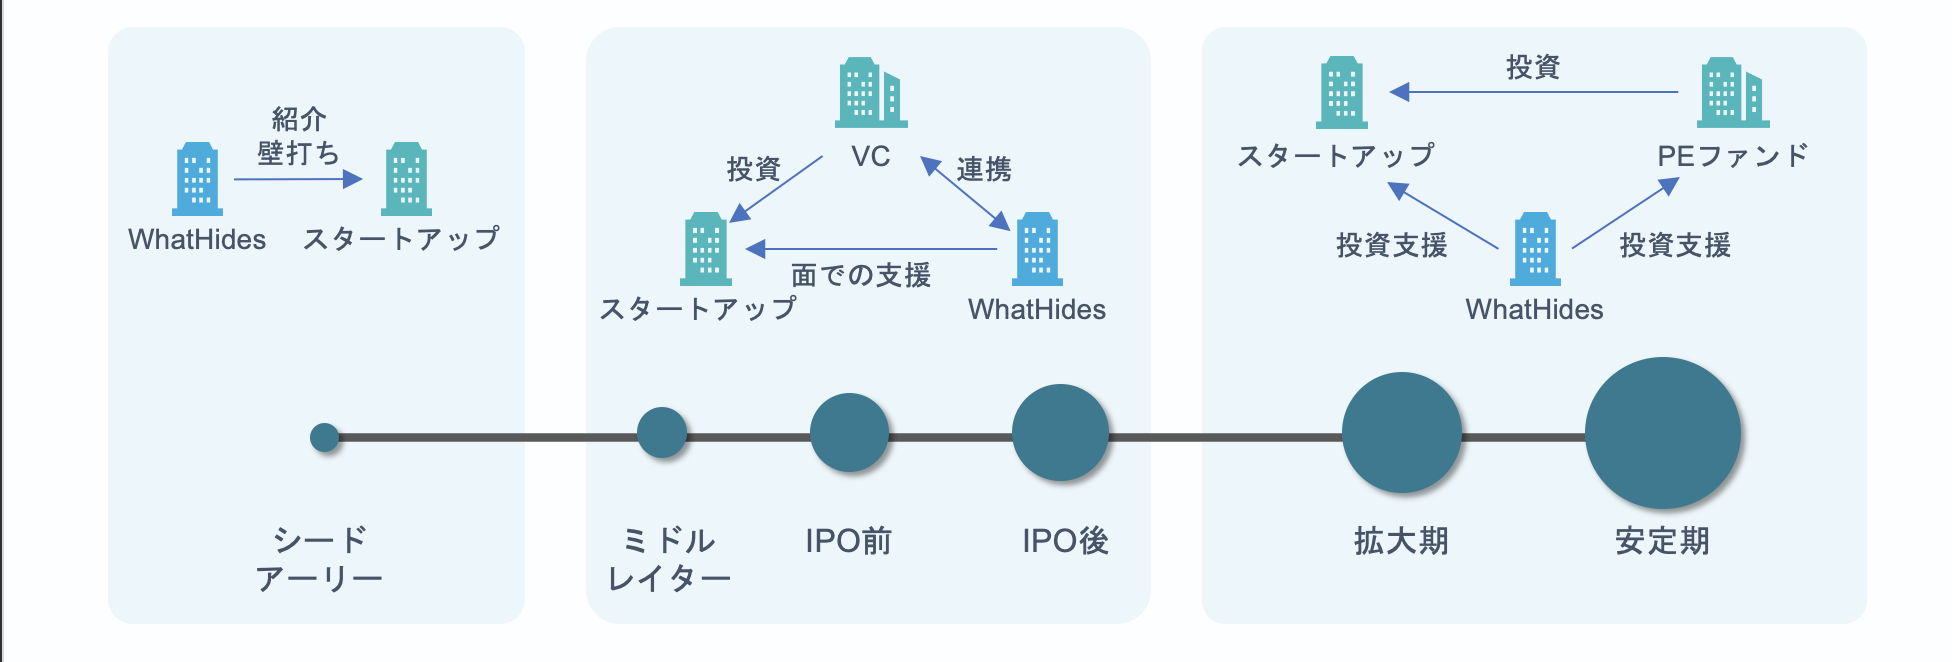 紹介
壁打ち
WhatHides
スタートアップ
VC
投資
連携
面での支援
スタートアップ
WhatHides
投資
スタートアップ
PEファンド
投資支援
投資支援
WhatHides
シード
アーリー
ミドル
レイター
IPO前
IPO後
拡大期
安定期